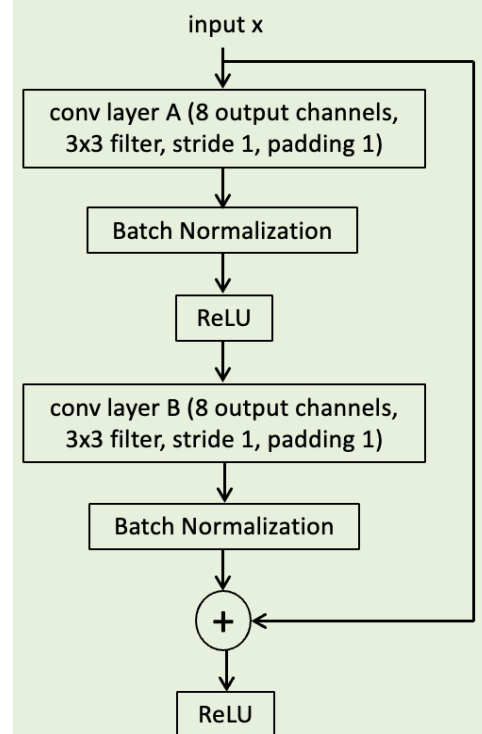 input x
conv layer A (8 output channels,
3x3 filter, stride 1, padding 1)
Batch Normalization
ReLU
conv layer B (8 output channels,
3x3 filter, stride 1, padding 1)
Batch Normalization
+
ReLU